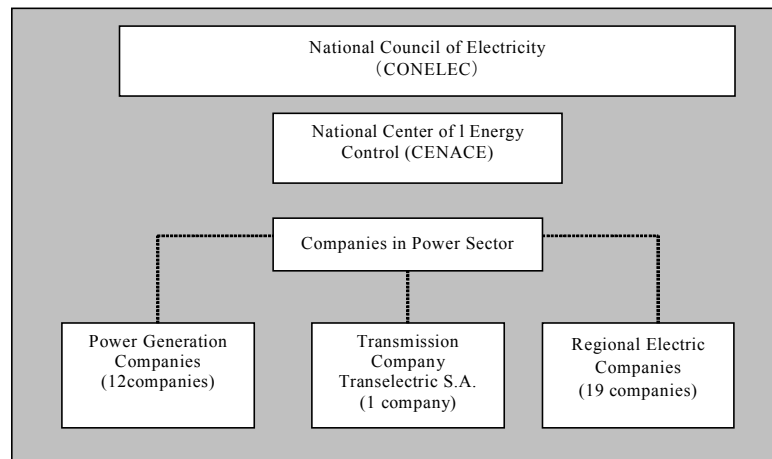 National Council of Electricity
（CONELEC）
National Center of l Energy
Control (CENACE)
Companies in Power Sector
Power Generation
Companies
(12companies)
Transmission
Company
Transelectric S.A.
(1 company)
Regional Electric
Companies
(19 companies)